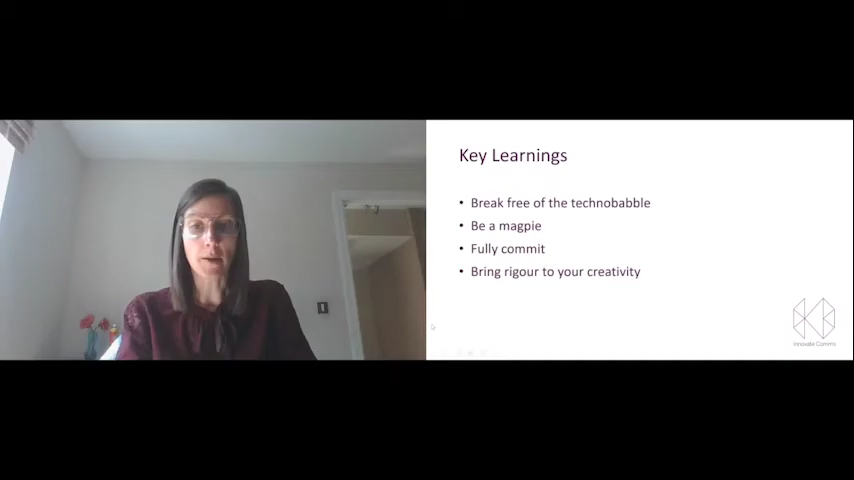 Key Learnings
• Break free of the technobabble
• Be a magpie
• Fully commit
• Bring rigour to your creativity
Innovate Comms